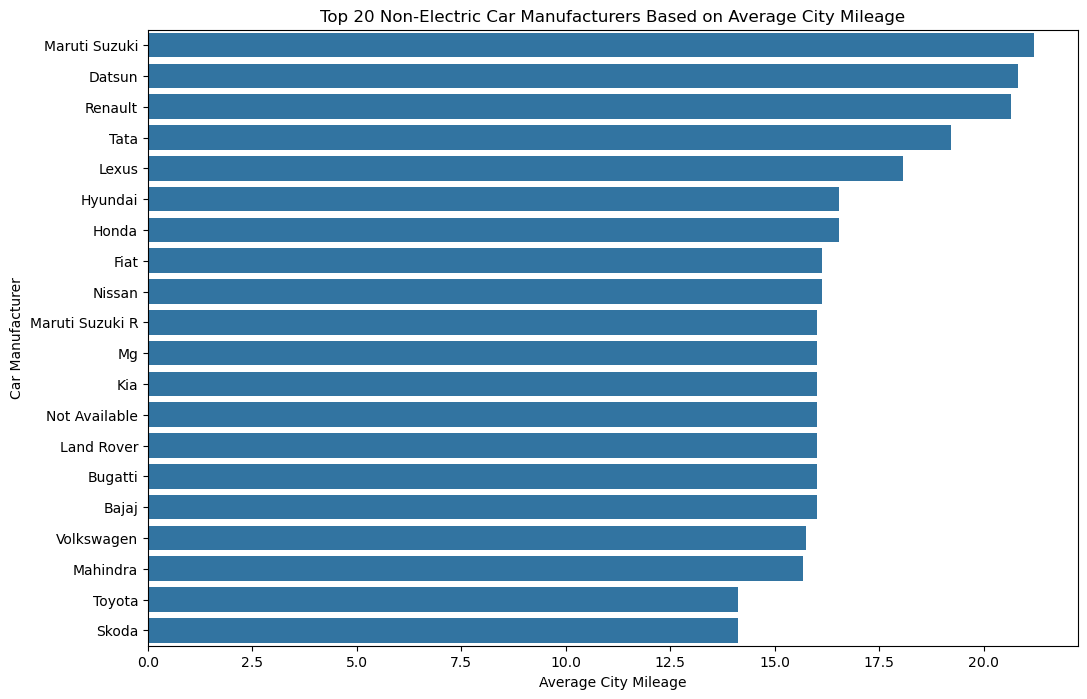 Top 20 Non-Electric Car Manufacturers Based on Average City Mileage
Car Manufacturer
Maruti Suzuki
Datsun
Renault
Tata
Lexus
Hyundai
Honda
Fiat
Nissan
Maruti Suzuki R
Mg
Kia
Not Available
Land Rover
Bugatti
Bajaj
Volkswagen
Mahindra
Toyota
Skoda
0.0 2.5 5.0 7.5 10.0 12.5 15.0 17.5 20.0
Average City Mileage